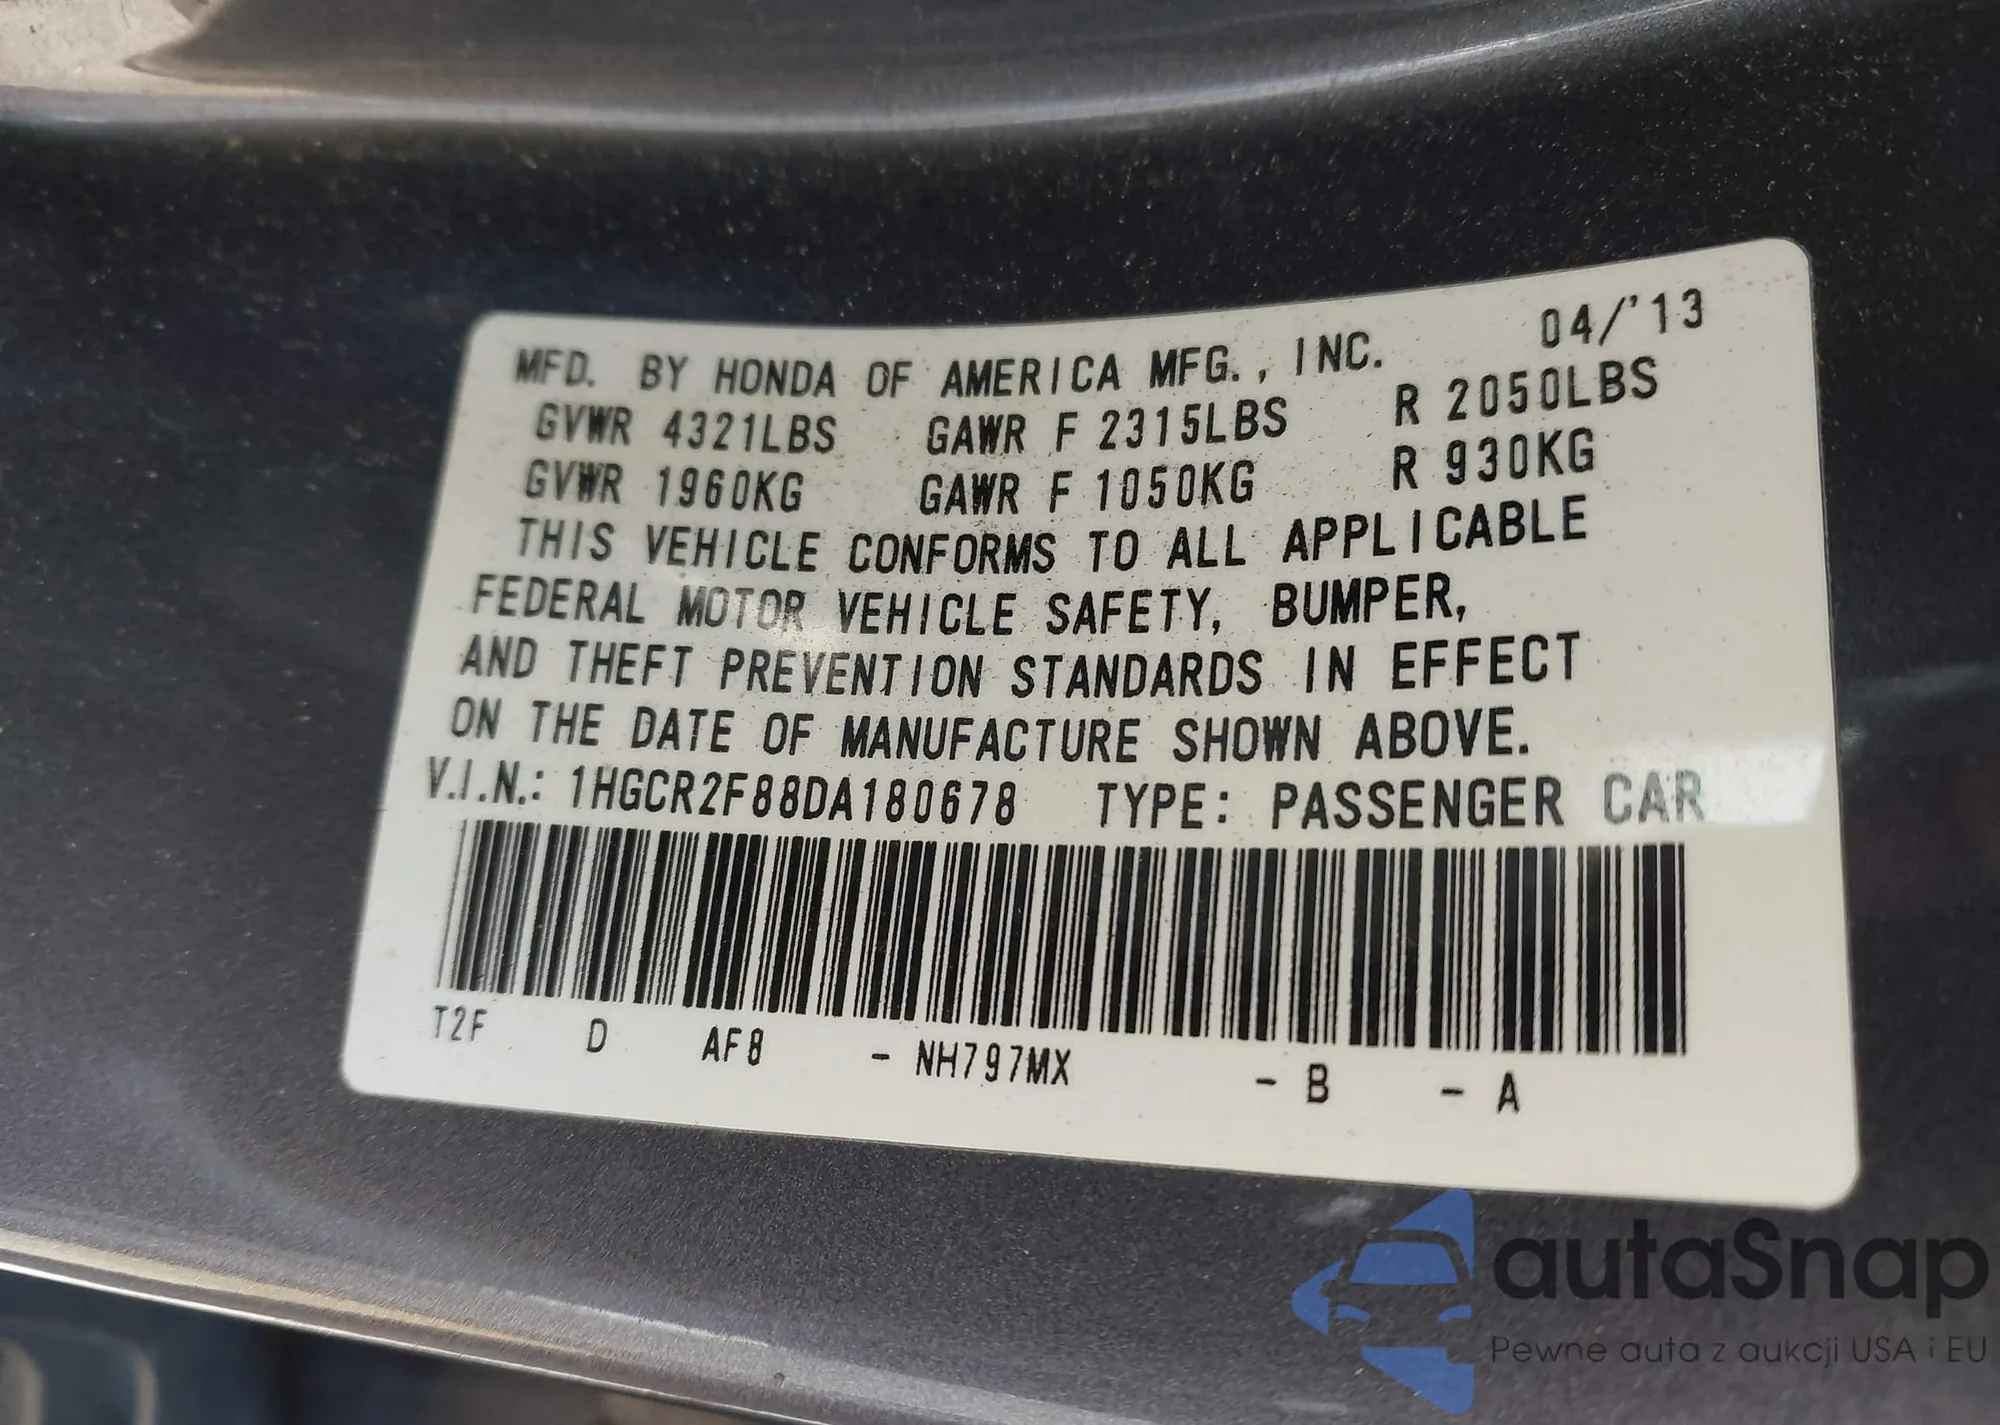 MFD. BY HONDA OF AMERICA MFG., INC. 04/'13
GVWR 4321LBS GAWR F 2315LBS R 2050LBS
GVWR 1960KG GAWR F 1050KG R 930KG
THIS VEHICLE CONFORMS TO ALL APPLICABLE
FEDERAL MOTOR VEHICLE SAFETY, BUMPER,
AND THEFT PREVENTION STANDARDS IN EFFECT
ON THE DATE OF MANUFACTURE SHOWN ABOVE.
V.I.N.: 1HGCR2F88DA180678 TYPE: PASSENGER CAR
T2F D AF8 - NH797MX - B - A
autaSnap
Pewne auta z aukcji USA i EU